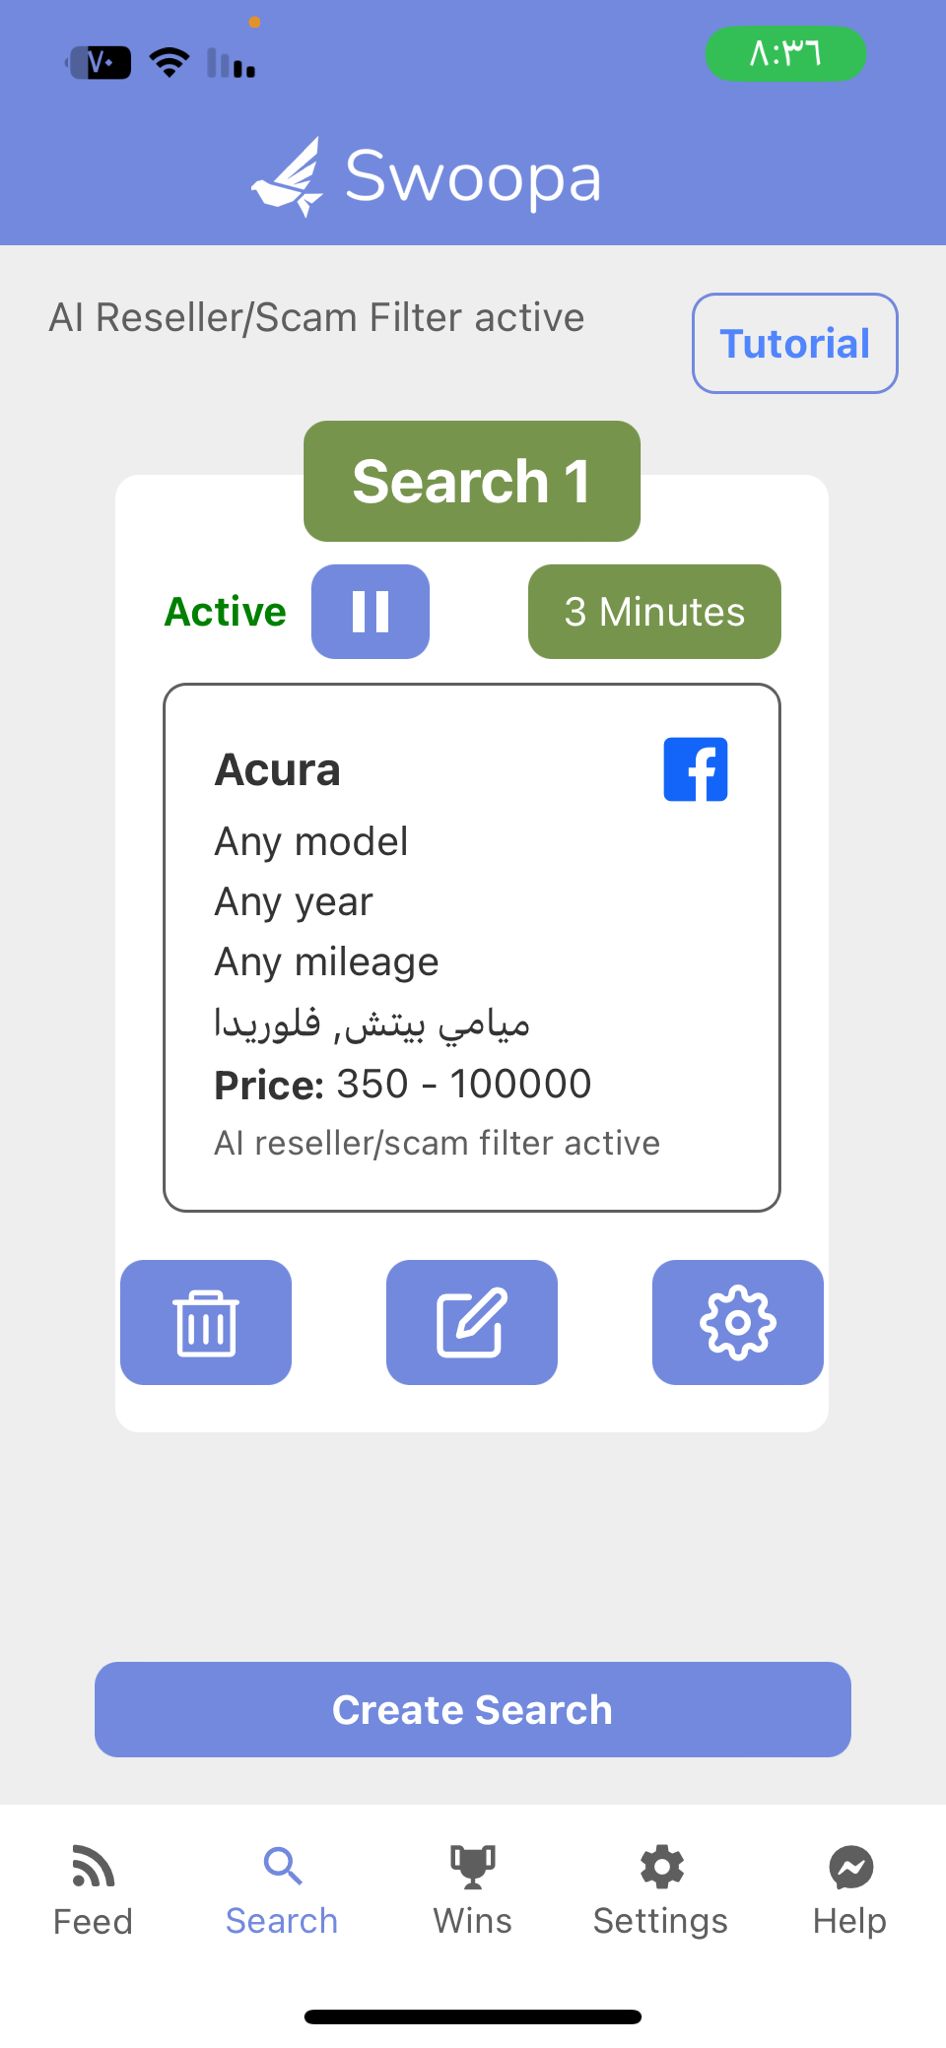 ٧٠
٨:٣٦
Swoopa
AI Reseller/Scam Filter active
Tutorial
Search 1
Active
3 Minutes
Acura
Any model
Any year
Any mileage
ميامي بيتش, فلوريدا
Price: 350 - 100000
AI reseller/scam filter active
Create Search
Feed
Search
Wins
Settings
Help